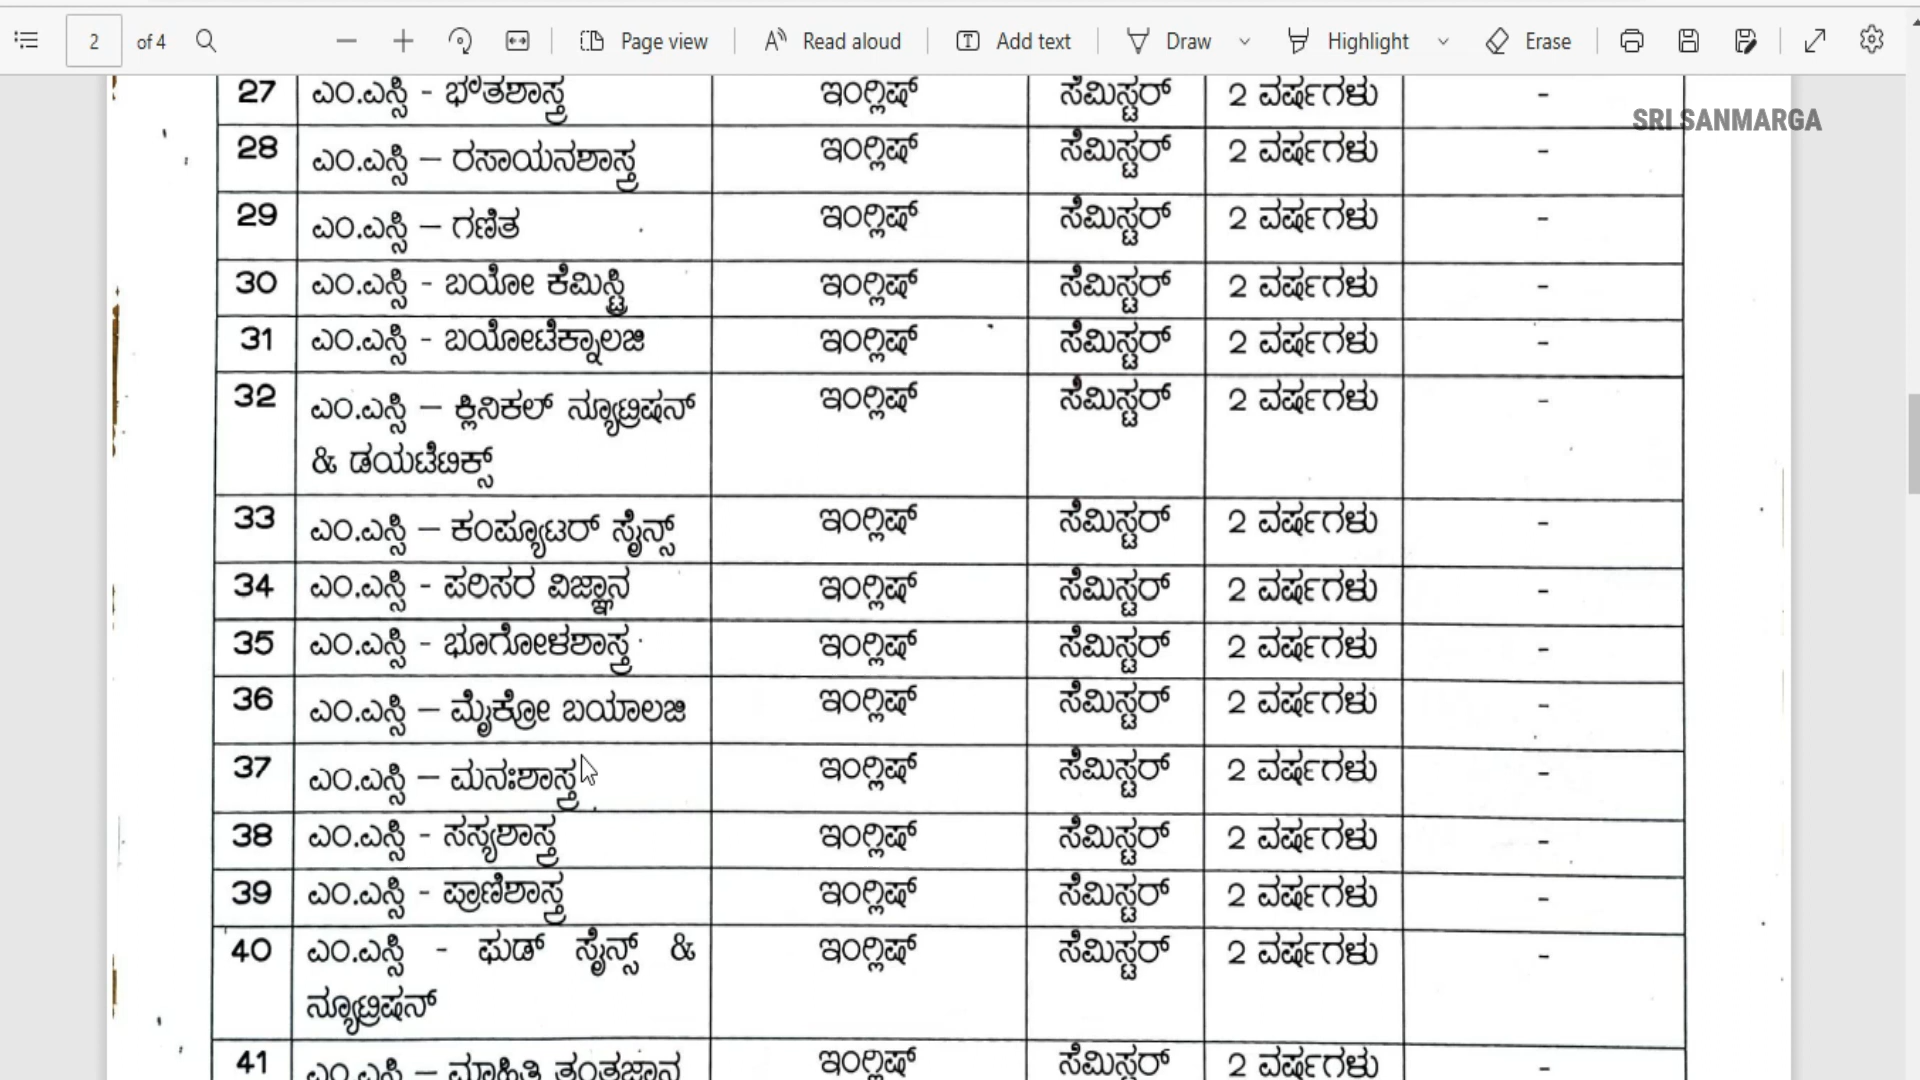 2 of 4 Page view Read aloud Add text Draw Highlight Erase
SRI SANMARGA
27 ಎಂ.ಎಸ್ಸಿ - ಭೌತಶಾಸ್ತ್ರ ಇಂಗ್ಲಿಷ್ ಸೆಮಿಸ್ಟರ್ 2 ವರ್ಷಗಳು -
28 ಎಂ.ಎಸ್ಸಿ – ರಸಾಯನಶಾಸ್ತ್ರ ಇಂಗ್ಲಿಷ್ ಸೆಮಿಸ್ಟರ್ 2 ವರ್ಷಗಳು -
29 ಎಂ.ಎಸ್ಸಿ – ಗಣಿತ ಇಂಗ್ಲಿಷ್ ಸೆಮಿಸ್ಟರ್ 2 ವರ್ಷಗಳು -
30 ಎಂ.ಎಸ್ಸಿ - ಬಯೋ ಕೆಮಿಸ್ಟ್ರಿ ಇಂಗ್ಲಿಷ್ ಸೆಮಿಸ್ಟರ್ 2 ವರ್ಷಗಳು -
31 ಎಂ.ಎಸ್ಸಿ - ಬಯೋಟೆಕ್ನಾಲಜಿ ಇಂಗ್ಲಿಷ್ ಸೆಮಿಸ್ಟರ್ 2 ವರ್ಷಗಳು -
32 ಎಂ.ಎಸ್ಸಿ – ಕ್ಲಿನಿಕಲ್ ನ್ಯೂಟ್ರಿಷನ್ ಇಂಗ್ಲಿಷ್ ಸೆಮಿಸ್ಟರ್ 2 ವರ್ಷಗಳು -
& ಡಯಟೆಟಿಕ್ಸ್
33 ಎಂ.ಎಸ್ಸಿ – ಕಂಪ್ಯೂಟರ್ ಸೈನ್ಸ್ ಇಂಗ್ಲಿಷ್ ಸೆಮಿಸ್ಟರ್ 2 ವರ್ಷಗಳು -
34 ಎಂ.ಎಸ್ಸಿ - ಪರಿಸರ ವಿಜ್ಞಾನ ಇಂಗ್ಲಿಷ್ ಸೆಮಿಸ್ಟರ್ 2 ವರ್ಷಗಳು -
35 ಎಂ.ಎಸ್ಸಿ - ಭೂಗೋಳಶಾಸ್ತ್ರ ಇಂಗ್ಲಿಷ್ ಸೆಮಿಸ್ಟರ್ 2 ವರ್ಷಗಳು -
36 ಎಂ.ಎಸ್ಸಿ – ಮೈಕ್ರೋ ಬಯಾಲಜಿ ಇಂಗ್ಲಿಷ್ ಸೆಮಿಸ್ಟರ್ 2 ವರ್ಷಗಳು -
37 ಎಂ.ಎಸ್ಸಿ – ಮನಃಶಾಸ್ತ್ರ ಇಂಗ್ಲಿಷ್ ಸೆಮಿಸ್ಟರ್ 2 ವರ್ಷಗಳು -
38 ಎಂ.ಎಸ್ಸಿ - ಸಸ್ಯಶಾಸ್ತ್ರ ಇಂಗ್ಲಿಷ್ ಸೆಮಿಸ್ಟರ್ 2 ವರ್ಷಗಳು -
39 ಎಂ.ಎಸ್ಸಿ - ಪ್ರಾಣಿಶಾಸ್ತ್ರ ಇಂಗ್ಲಿಷ್ ಸೆಮಿಸ್ಟರ್ 2 ವರ್ಷಗಳು -
40 ಎಂ.ಎಸ್ಸಿ - ಫುಡ್ ಸೈನ್ಸ್ & ಇಂಗ್ಲಿಷ್ ಸೆಮಿಸ್ಟರ್ 2 ವರ್ಷಗಳು -
ನ್ಯೂಟ್ರಿಷನ್
41 ಎಂ.ಎಸ್ಸಿ – ಮಾಹಿತಿ ತಂತ್ರಜ್ಞಾನ ಇಂಗ್ಲಿಷ್ ಸೆಮಿಸ್ಟರ್ 2 ವರ್ಷಗಳು -